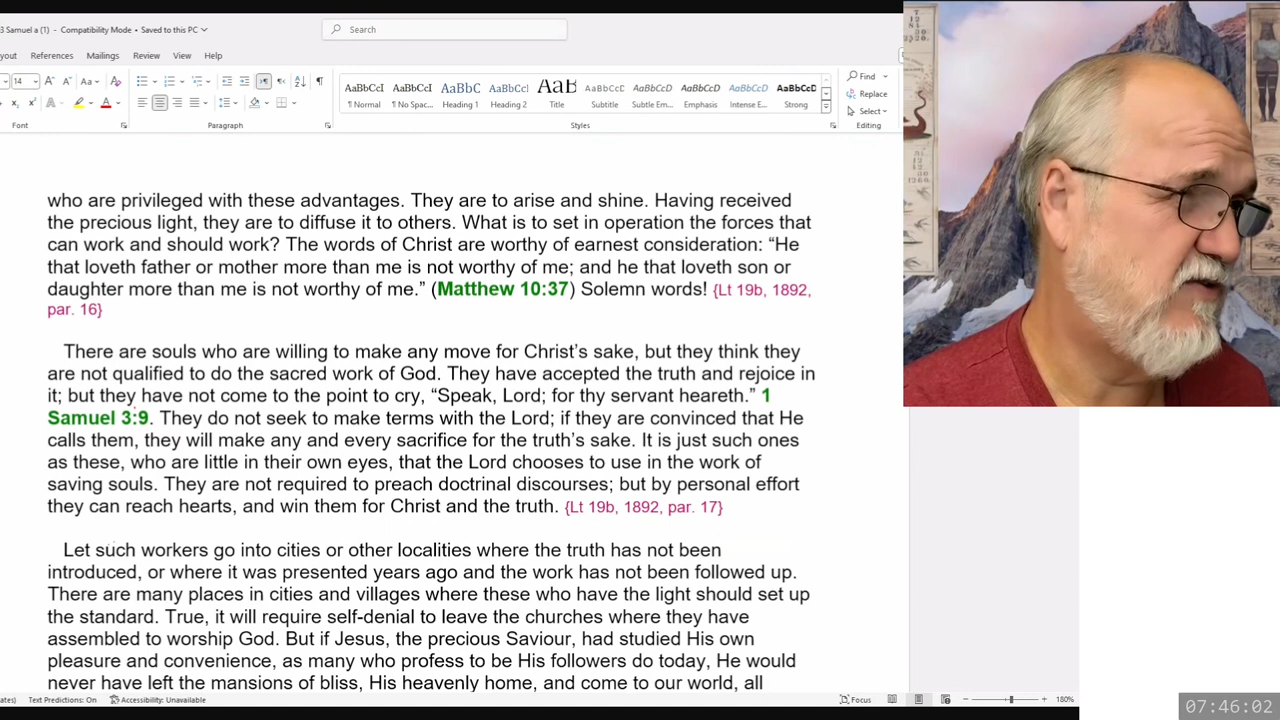 3 Samuel a (1) - Compatibility Mode • Saved to this PC
Search
yout References Mailings Review View Help
14 Aa
AaBbCcI AaBbCcI AaBbC AaBbCcI AaB AaBbCcD AaBbCcD AaBbCcD AaBbCcD AaBbCcD
¶ Normal ¶ No Spac... Heading 1 Heading 2 Title Subtitle Subtle Em... Emphasis Intense E... Strong
Find
Replace
Select
Font Paragraph Styles Editing
who are privileged with these advantages. They are to arise and shine. Having received
the precious light, they are to diffuse it to others. What is to set in operation the forces that
can work and should work? The words of Christ are worthy of earnest consideration: “He
that loveth father or mother more than me is not worthy of me; and he that loveth son or
daughter more than me is not worthy of me.” (Matthew 10:37) Solemn words! {Lt 19b, 1892,
par. 16}
There are souls who are willing to make any move for Christ’s sake, but they think they
are not qualified to do the sacred work of God. They have accepted the truth and rejoice in
it; but they have not come to the point to cry, “Speak, Lord; for thy servant heareth.” 1
Samuel 3:9. They do not seek to make terms with the Lord; if they are convinced that He
calls them, they will make any and every sacrifice for the truth’s sake. It is just such ones
as these, who are little in their own eyes, that the Lord chooses to use in the work of
saving souls. They are not required to preach doctrinal discourses; but by personal effort
they can reach hearts, and win them for Christ and the truth. {Lt 19b, 1892, par. 17}
Let such workers go into cities or other localities where the truth has not been
introduced, or where it was presented years ago and the work has not been followed up.
There are many places in cities and villages where these who have the light should set up
the standard. True, it will require self-denial to leave the churches where they have
assembled to worship God. But if Jesus, the precious Saviour, had studied His own
pleasure and convenience, as many who profess to be His followers do today, He would
never have left the mansions of bliss, His heavenly home, and come to our world, all
ates) Text Predictions: On Accessibility: Unavailable Focus 180%
07:46:02